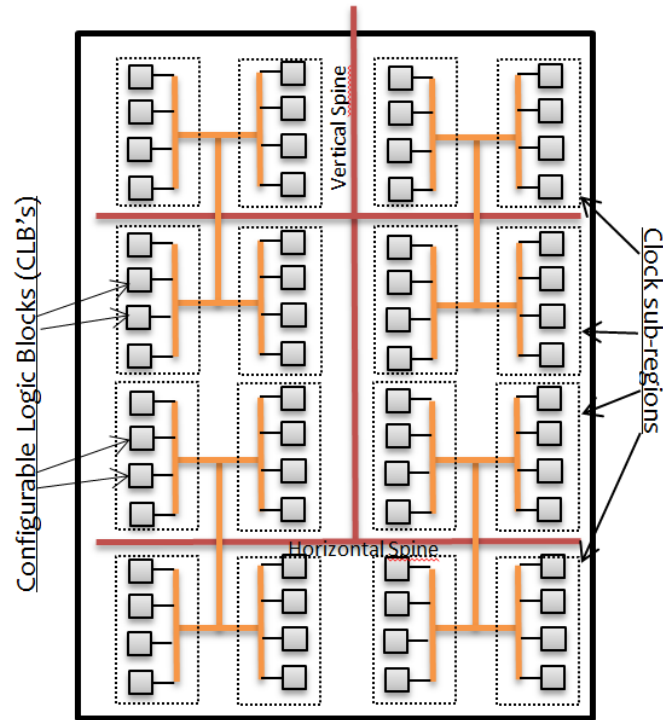 Configurable Logic Blocks (CLB's)
Vertical Spine
Clock sub-regions
Horizontal Spine